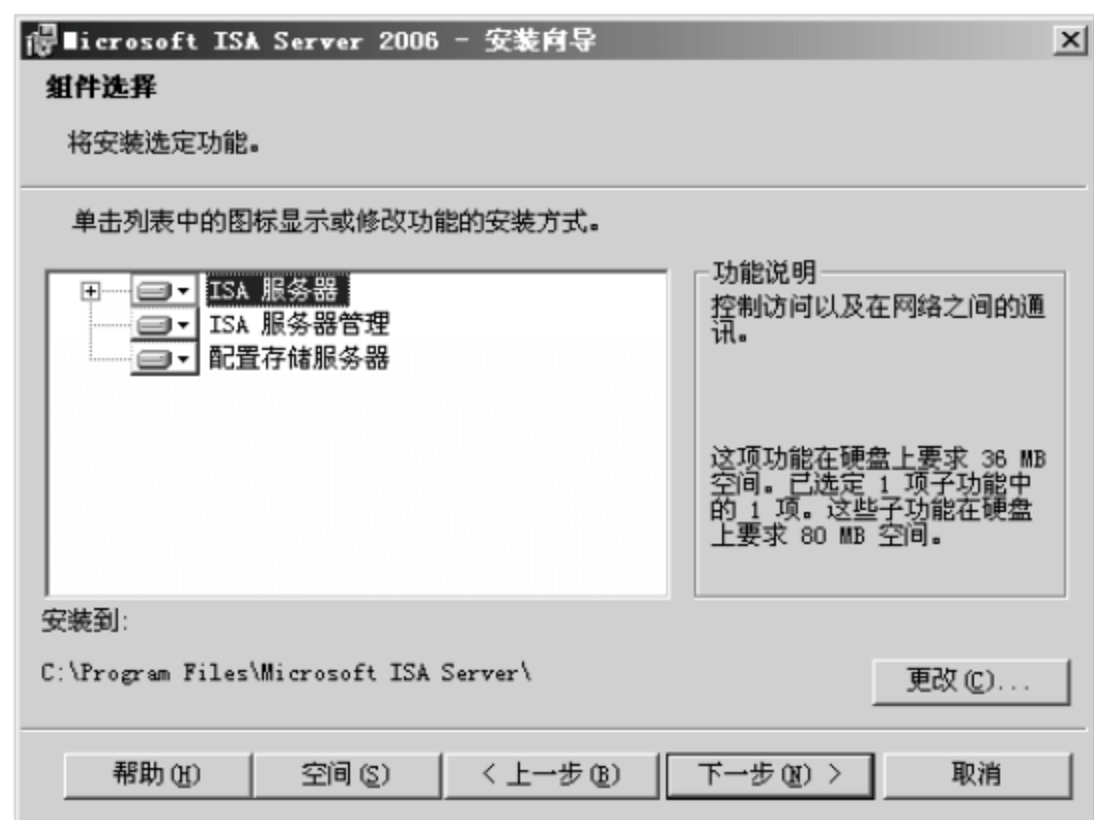 Microsoft ISA Server 2006 - 安装向导
组件选择
将安装选定功能。
单击列表中的图标显示或修改功能的安装方式。
ISA 服务器
ISA 服务器管理
配置存储服务器
功能说明
控制访问以及在网络之间的通
讯。
这项功能在硬盘上要求 36 MB
空间。已选定 1 项子功能中
的 1 项。这些子功能在硬盘
上要求 80 MB 空间。
安装到:
C:\Program Files\Microsoft ISA Server\
更改(C)...
帮助(H)
空间(S)
< 上一步(B)
下一步(N) >
取消